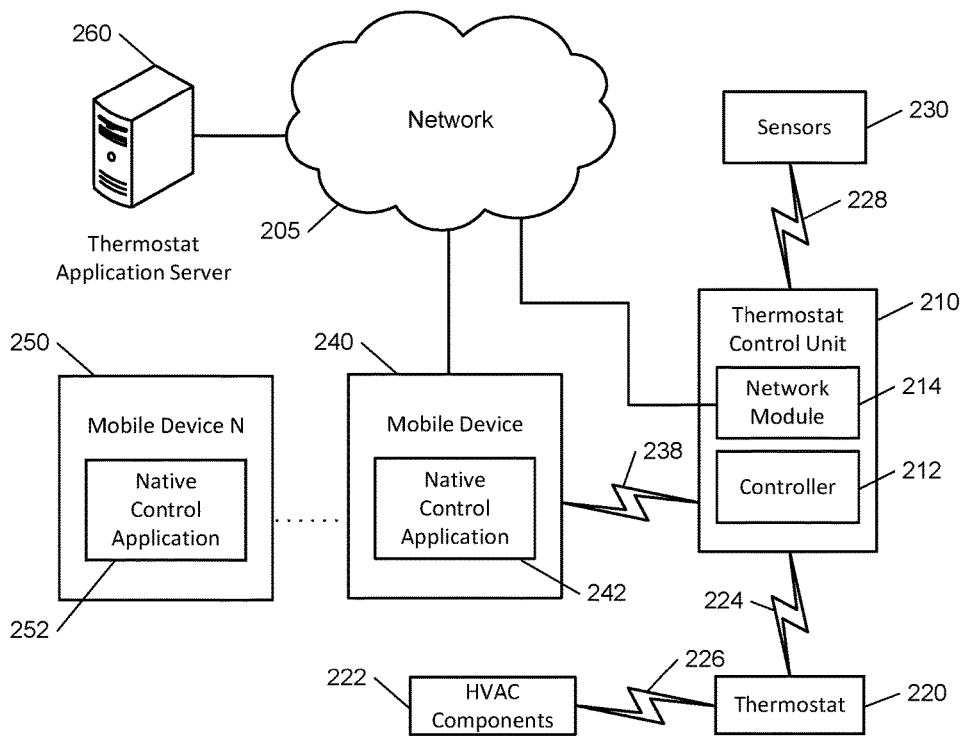 260
Network
Sensors
230
205
228
Thermostat
Application Server
210
Thermostat
Control Unit
250
240
Network
Module
214
Mobile Device N
Mobile Device
238
Native
Control
Application
Native
Control
Application
Controller
212
252
242
224
222
226
HVAC
Components
Thermostat
220